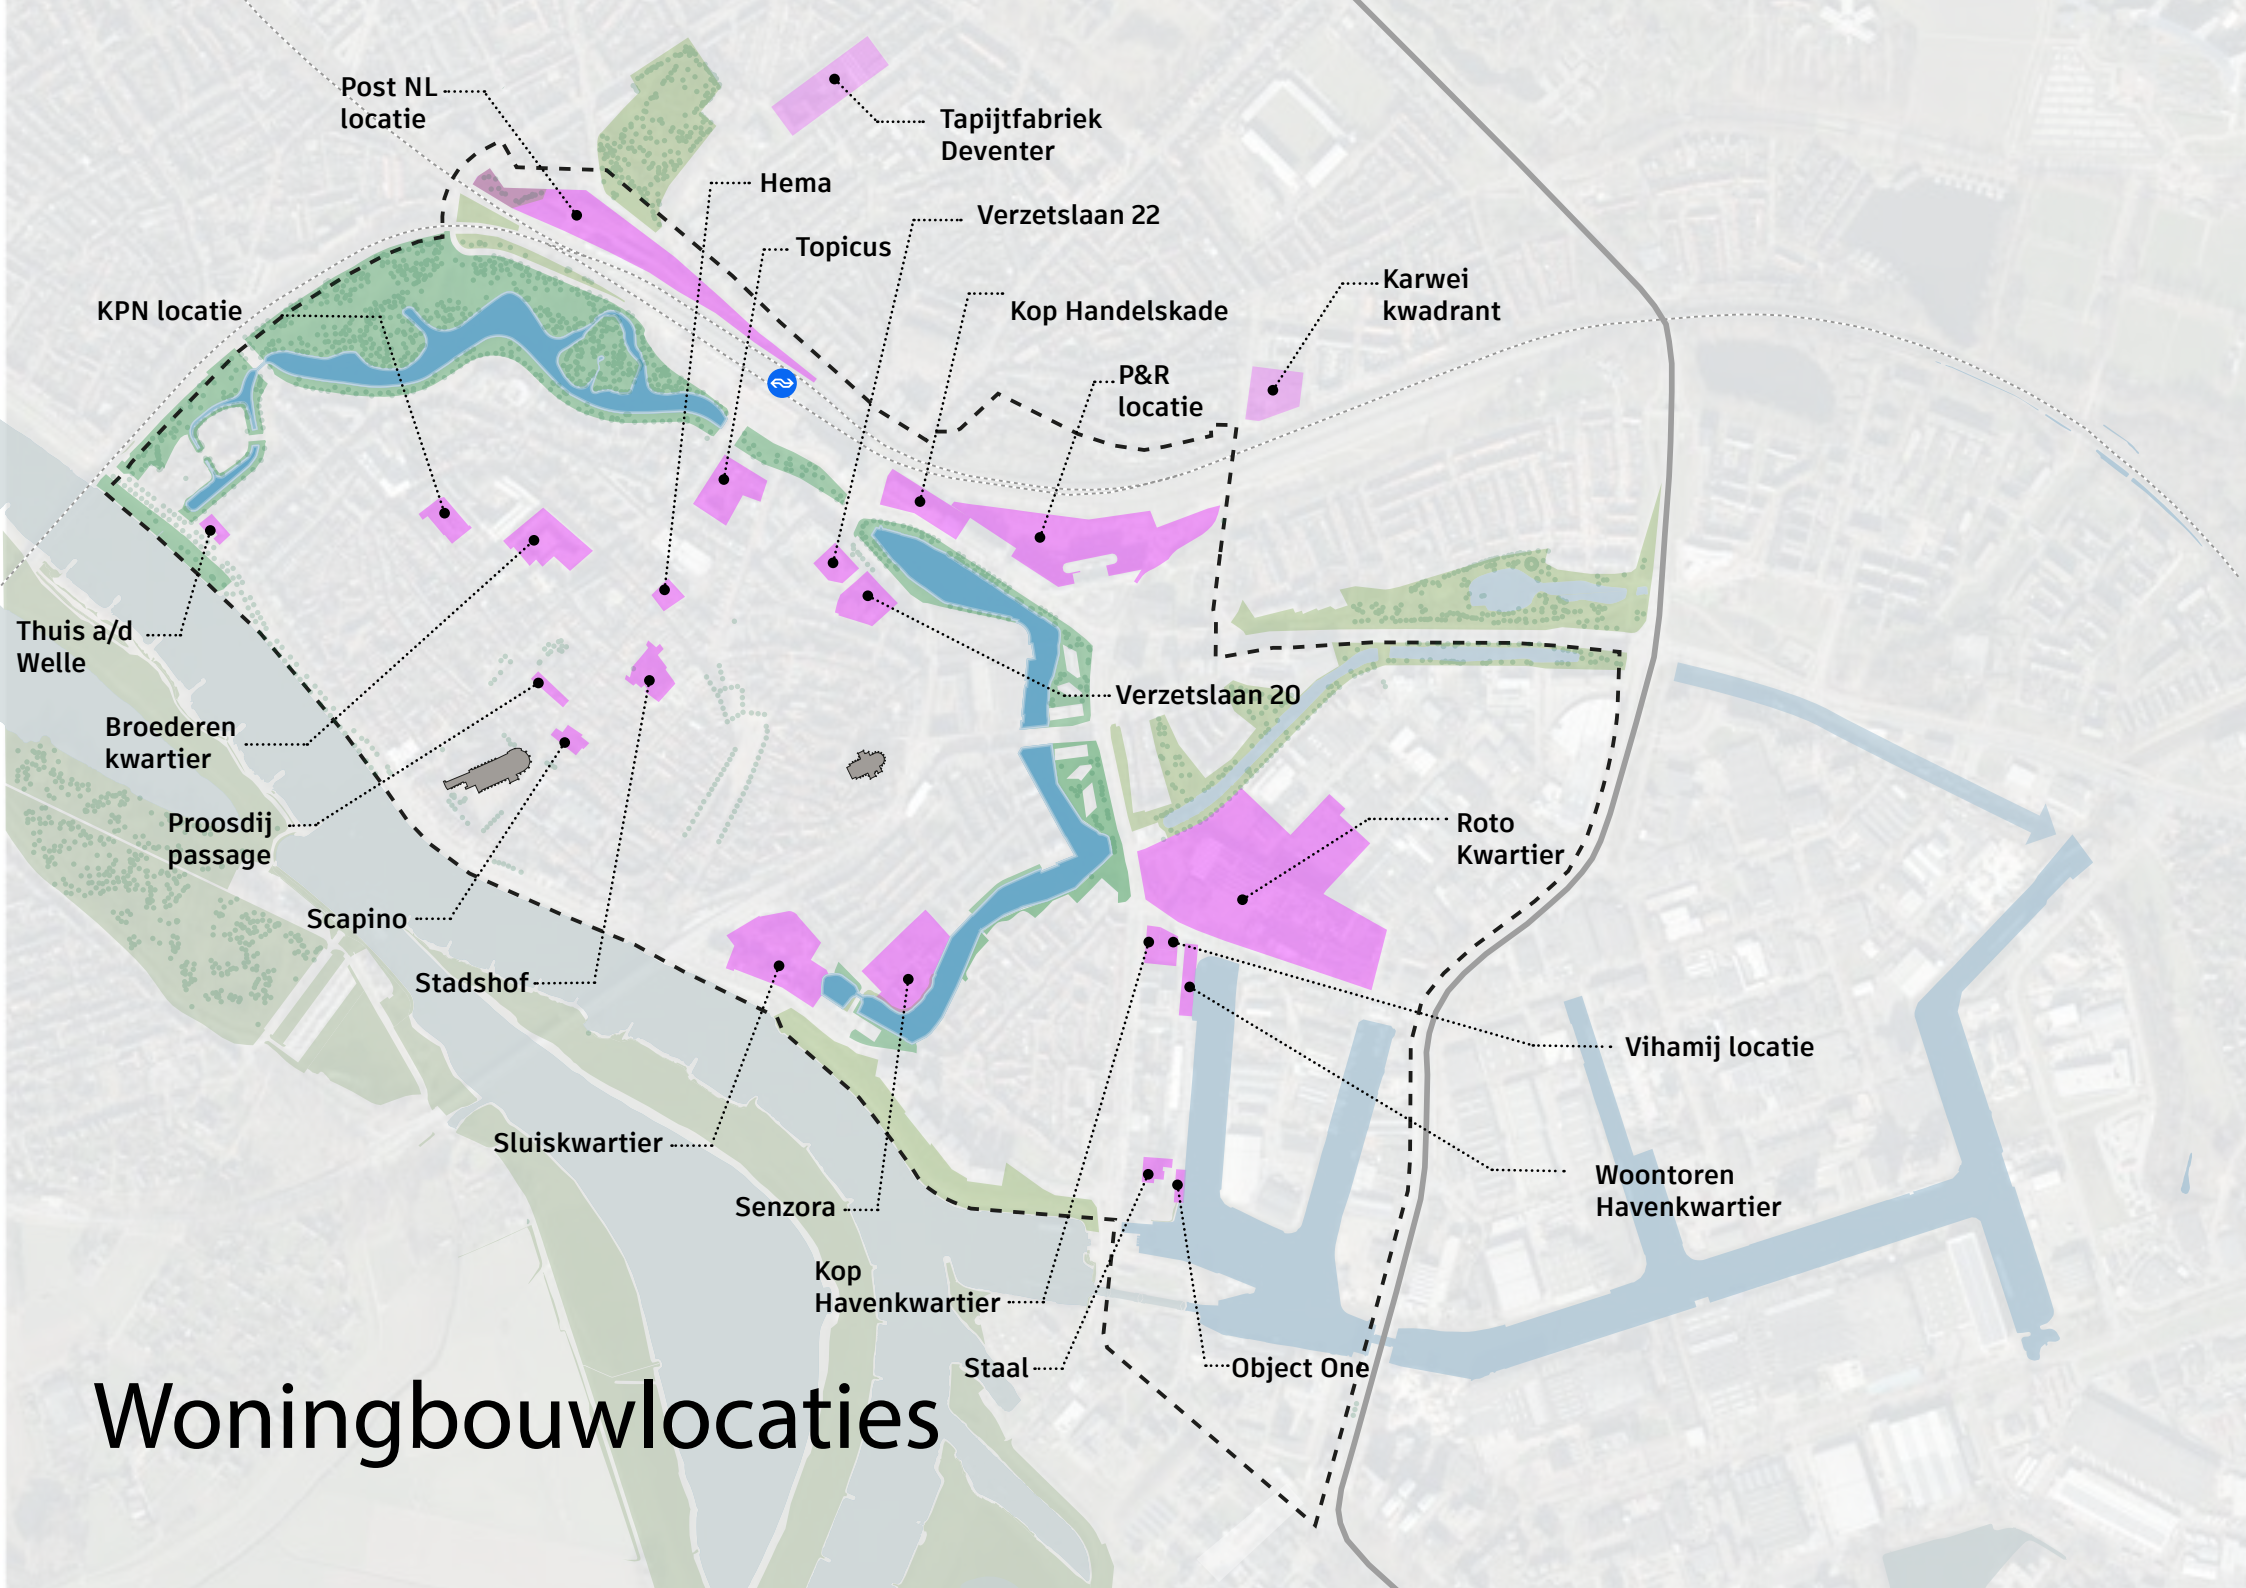 Post NL
locatie
Tapijtfabriek
Deventer
Hema
Verzetslaan 22
Topicus
Karwei
kwadrant
KPN locatie
Kop Handelskade
P&R
locatie
Thuis a/d
Welle
Verzetslaan 20
Broederen
kwartier
Proosdij
passage
Roto
Kwartier
Scapino
Stadshof
Vihamij locatie
Sluiskwartier
Woontoren
Havenkwartier
Senzora
Kop
Havenkwartier
Staal
Object One
Woningbouwlocaties